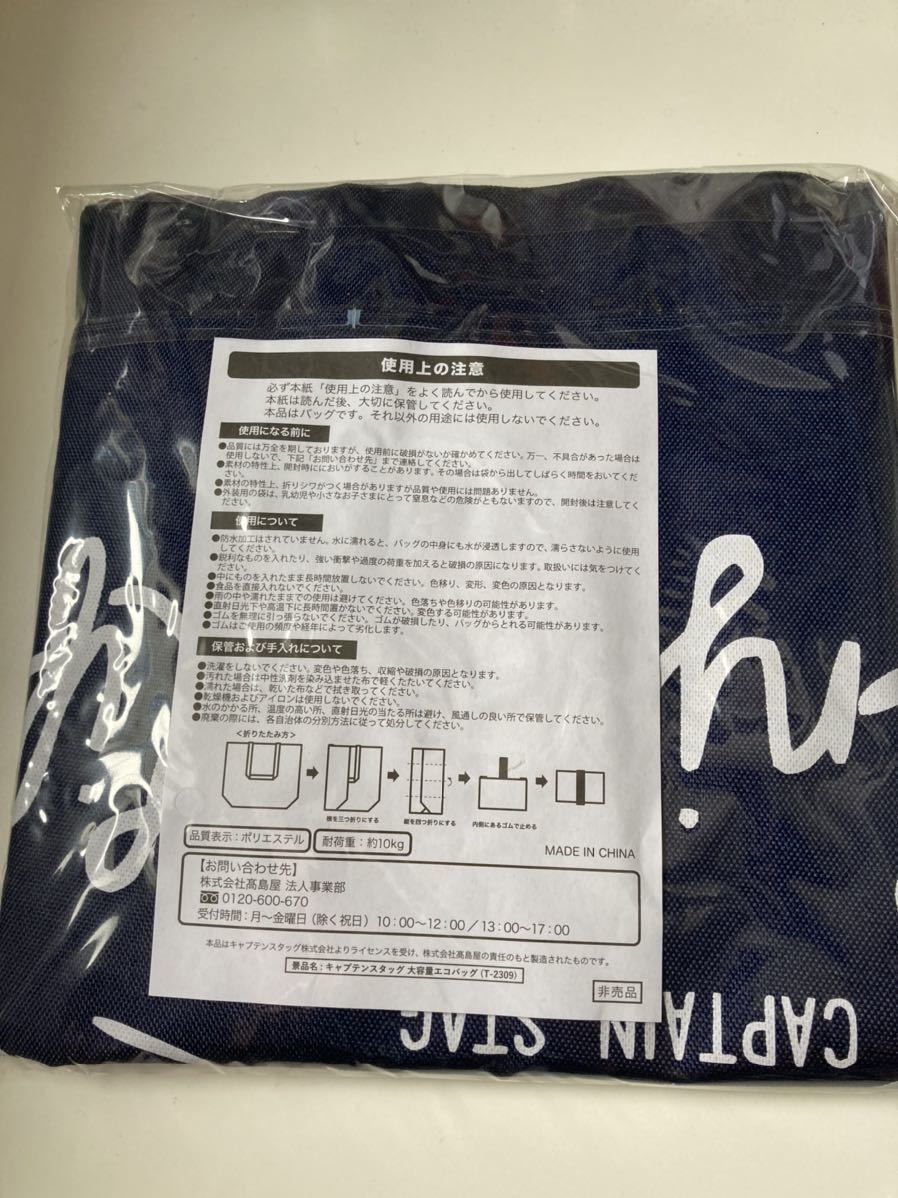 使用上の注意
必ず本紙「使用上の注意」をよく読んでから使用してください。
本紙は読んだ後、大切に保管してください。
本品はバッグです。それ以外の用途には使用しないでください。
使用になる前に
●品質には万全を期しておりますが、使用前に破損がないか確かめてください。万一、不具合があった場合は
使用しないで、下記「お問い合わせ先」まで連絡してください。
●素材の特性上、開封時ににおいがすることがあります。その場合は袋から出してしばらく時間をおいてくだ
さい。
●素材の特性上、折りシワがつく場合がありますが品質や使用には問題ありません。
●外装用の袋は、乳幼児や小さなお子さまにとって窒息などの危険がともないますので、開封後は注意してく
ださい。
使用について
●防水加工はされていません。水に濡れると、バッグの中身にも水が浸透しますので、濡らさないように使用
してください。
●鋭利なものを入れたり、強い衝撃や過度の荷重を加えると破損の原因になります。取扱いには気をつけてく
ださい。
●中にものを入れたまま長時間放置しないでください。色移り、変形、変色の原因となります。
●食品を直接入れないでください。
●雨の中や濡れたままでの使用は避けてください。色落ちや色移りの可能性があります。
●直射日光下や高温下に長時間置かないでください。変色する可能性があります。
●ゴムを無理に引っ張らないでください。ゴムが破損したり、バッグからとれる可能性があります。
●ゴムはご使用の頻度や経年によって劣化します。
保管および手入れについて
●洗濯をしないでください。変色や色落ち、収縮や破損の原因となります。
●汚れた場合は中性洗剤を染み込ませた布で軽くたたいてください。
●濡れた場合は、乾いた布などで拭き取ってください。
●乾燥機およびアイロンは使用しないでください。
●水のかかる所、温度の高い所、直射日光の当たる所は避け、風通しの良い所で保管してください。
●廃棄の際には、各自治体の分別方法に従って処分してください。
<折りたたみ方>
横を三つ折りにする
縦を四つ折りにする
内側にあるゴムで止める
品質表示：ポリエステル
耐荷重：約10kg
MADE IN CHINA
【お問い合わせ先】
株式会社髙島屋 法人事業部
0120-600-670
受付時間：月～金曜日（除く祝日）10：00～12：00／13：00～17：00
本品はキャプテンスタッグ株式会社よりライセンスを受け、株式会社髙島屋の責任のもと製造されたものです。
景品名：キャプテンスタッグ 大容量エコバッグ（T-2309）
非売品
CAPTAIN STAG